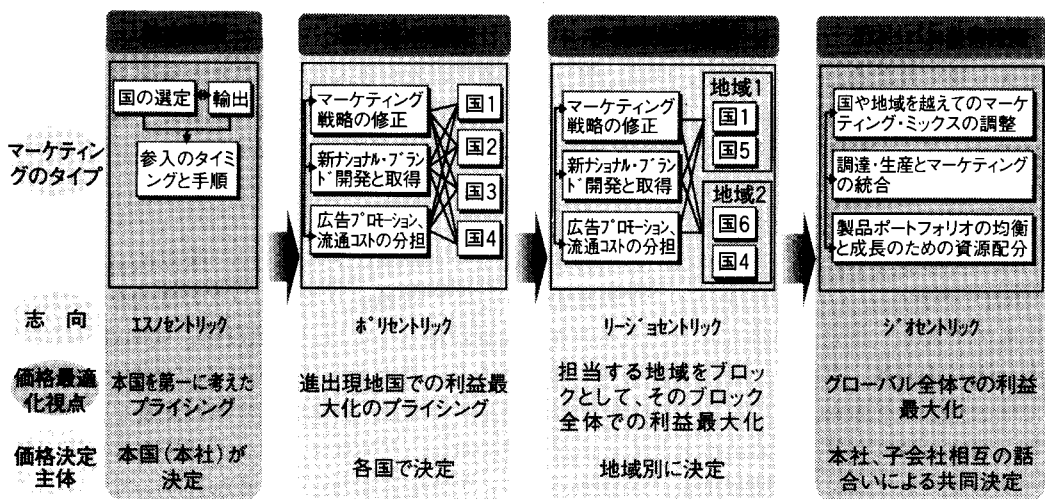 マーケティン
グのタイプ
国の選定
輸出
参入のタイミ
ングと手順
マーケティング
戦略の修正
新ナショナル・ブラン
ド開発と取得
広告プロモーション、
流通コストの分担
国1
国2
国3
国4
マーケティング
戦略の修正
新ナショナル・ブラン
ド開発と取得
広告プロモーション、
流通コストの分担
地域1
国1
国5
地域2
国6
国4
国や地域を越えてのマーケ
ティング・ミックスの調整
調達・生産とマーケティング
の統合
製品ポートフォリオの均衡
と成長のための資源配分
志 向
エスノセントリック
ポリセントリック
リージョセントリック
ジオセントリック
価格最適
化視点
本国を第一に考えた
プライシング
進出現地国での利益最
大化のプライシング
担当する地域をブロッ
クとして、そのブロック
全体での利益最大化
グローバル全体での利益
最大化
価格決定
主体
本国(本社)が
決定
各国で決定
地域別に決定
本社、子会社相互の話
合いによる共同決定